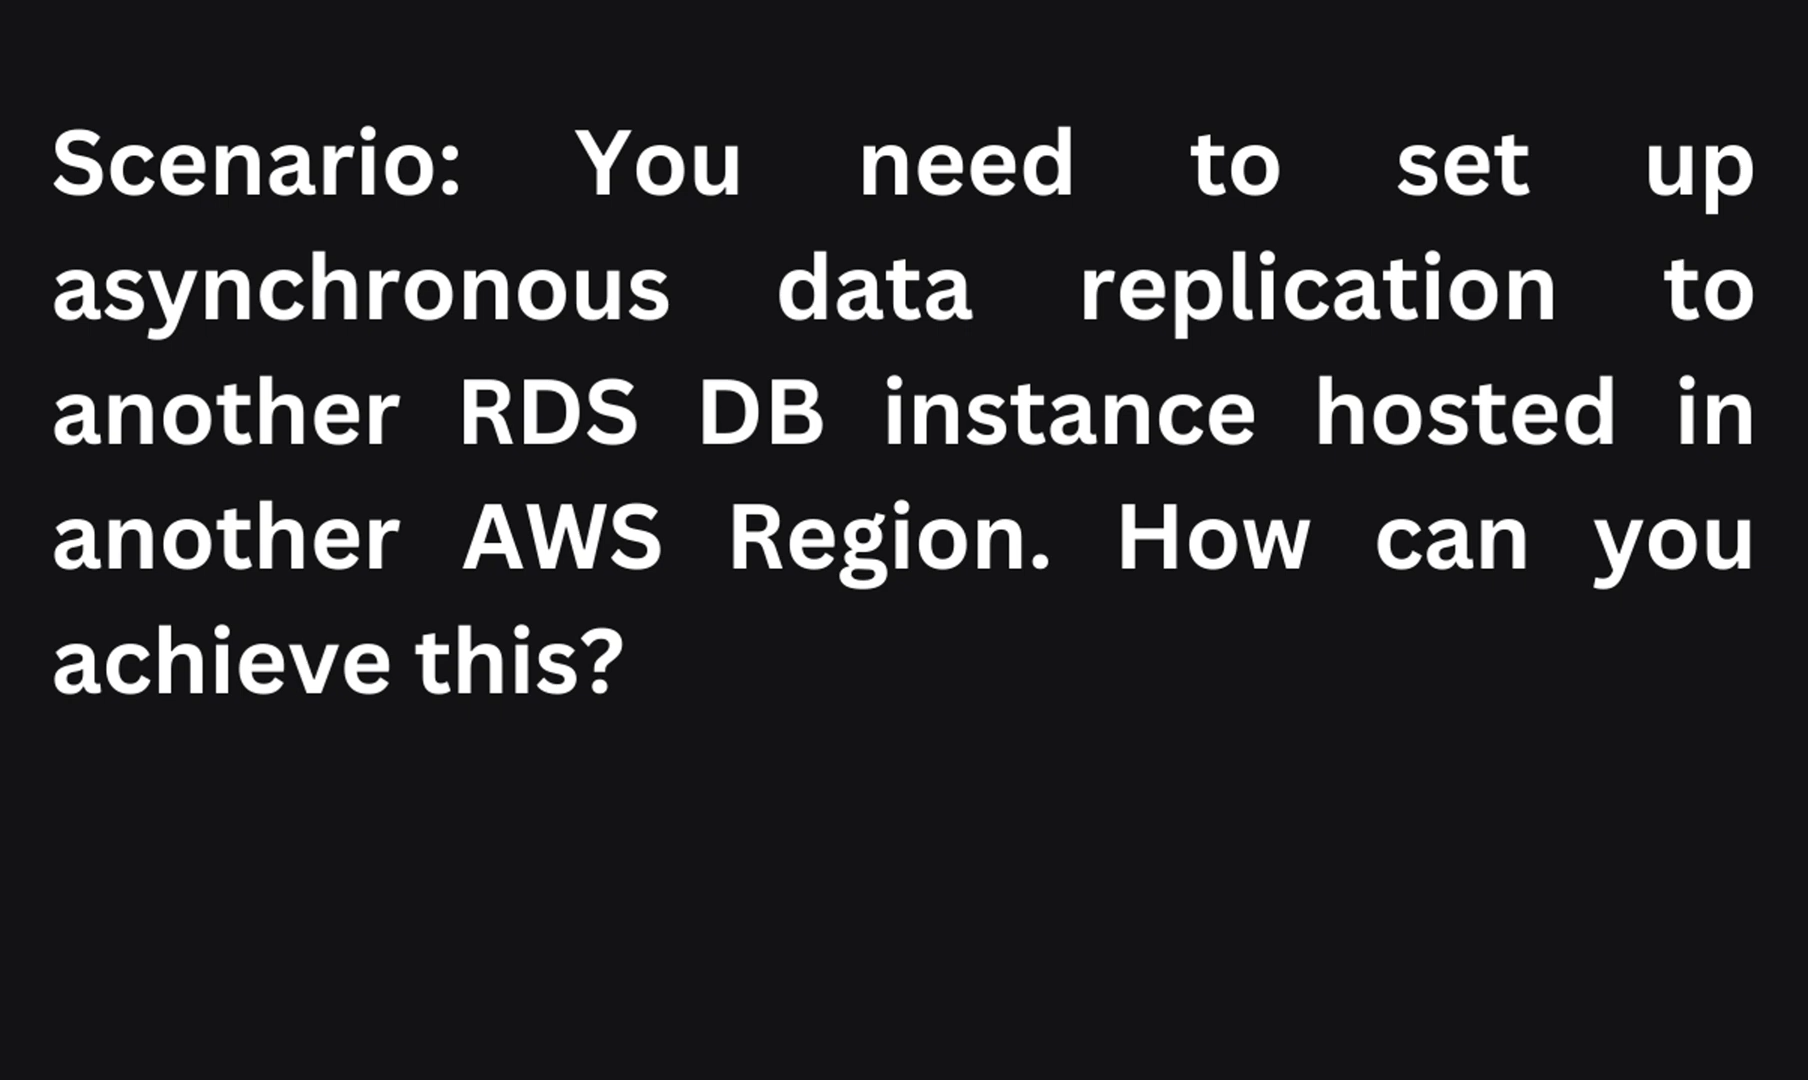 Scenario: You need to set up
asynchronous data replication to
another RDS DB instance hosted in
another AWS Region. How can you
achieve this?